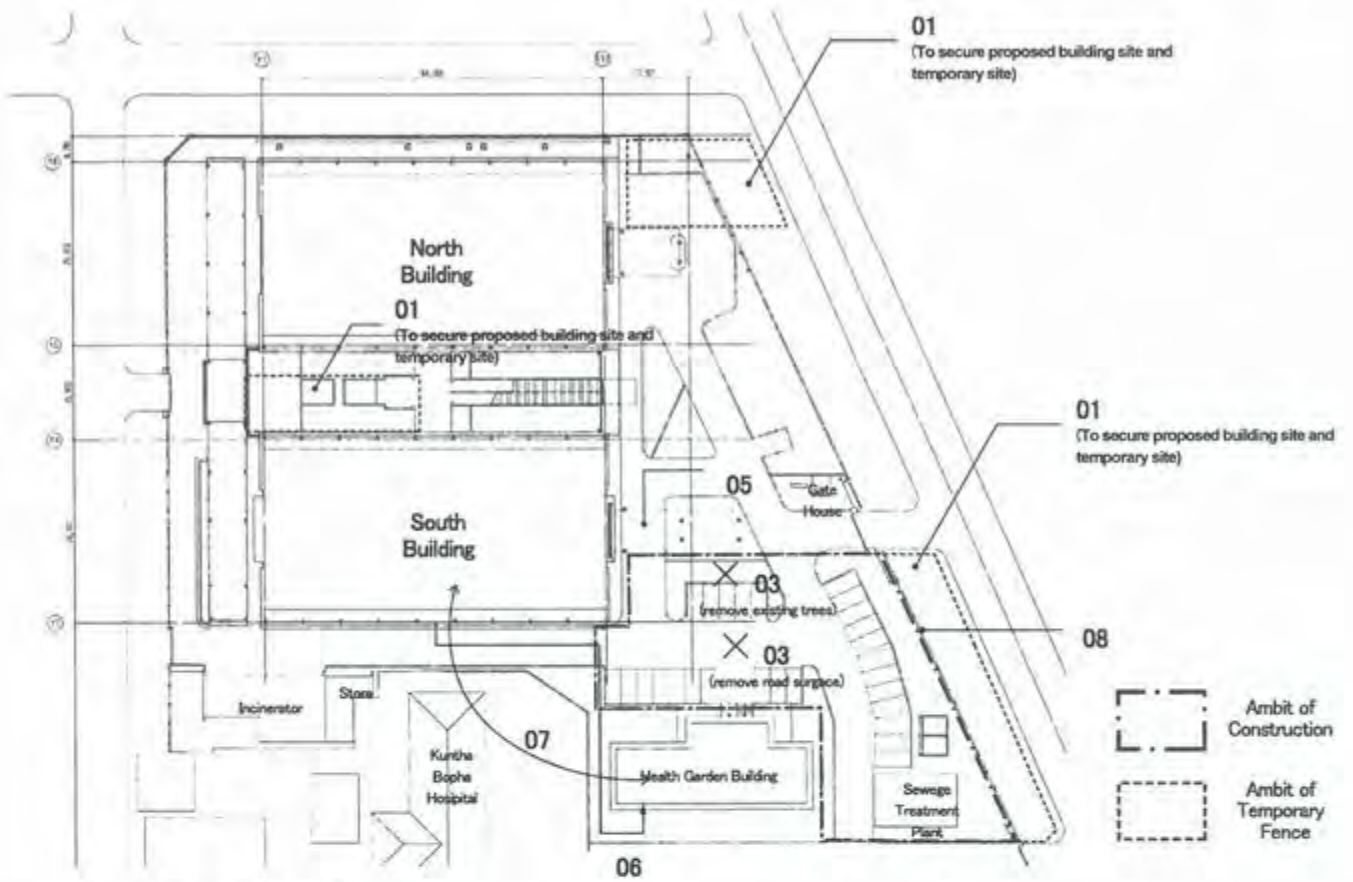 01
(To secure proposed building site and
temporary site)
North
Building
01
(To secure proposed building site and
temporary site)
01
(To secure proposed building site and
temporary site)
05
Gate
House
South
Building
03
(remove existing trees)
08
03
(remove road surgace)
Incinerator
Store
Kuntha
Bopha
Hosipital
07
Health Garden Building
Sewege
Treatment
Plant
06
Ambit of
Construction
Ambit of
Temporary
Fence